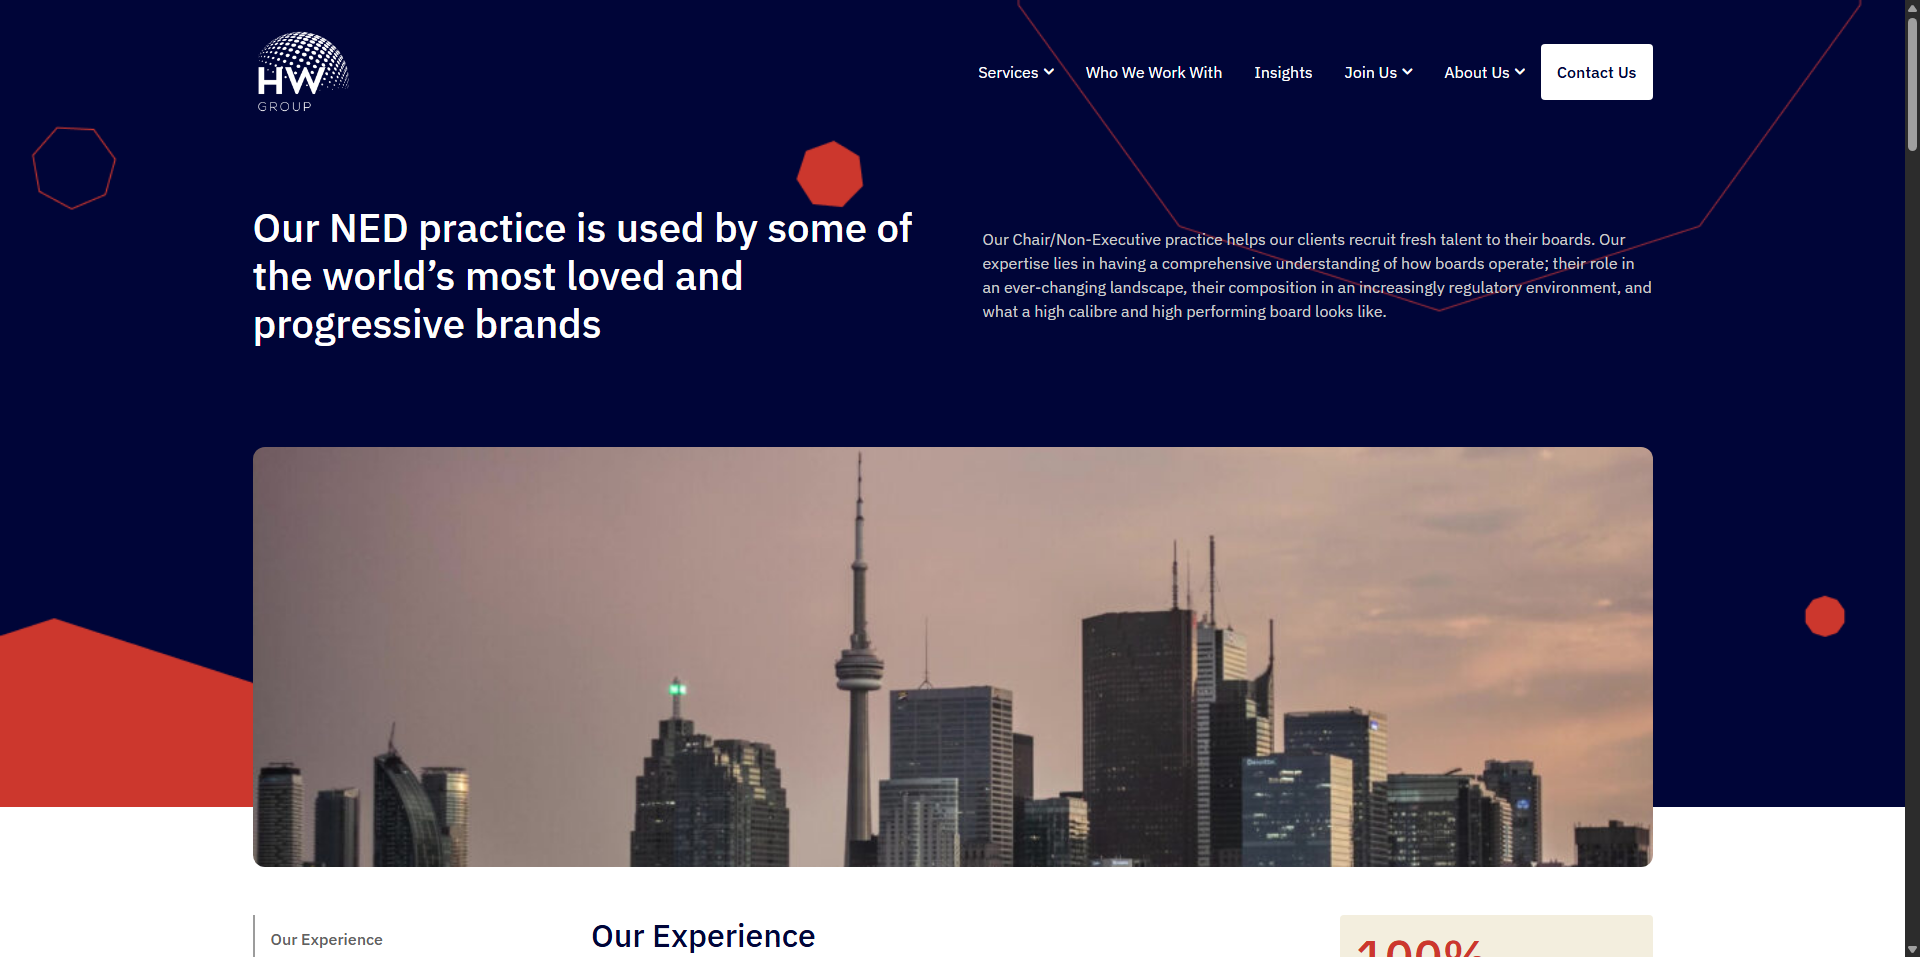 HW
GROUP
Services
Who We Work With
Insights
Join Us
About Us
Contact Us
Our NED practice is used by some of
the world’s most loved and
progressive brands
Our Chair/Non-Executive practice helps our clients recruit fresh talent to their boards. Our
expertise lies in having a comprehensive understanding of how boards operate; their role in
an ever-changing landscape, their composition in an increasingly regulatory environment, and
what a high calibre and high performing board looks like.
Deloitte.
Our Experience
Our Experience
100%